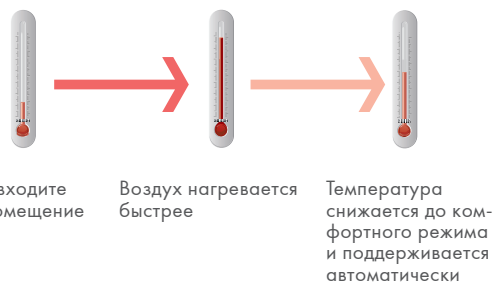 входите
омещение
Воздух нагревается
быстрее
Температура
снижается до ком-
фортного режима
и поддерживается
автоматически